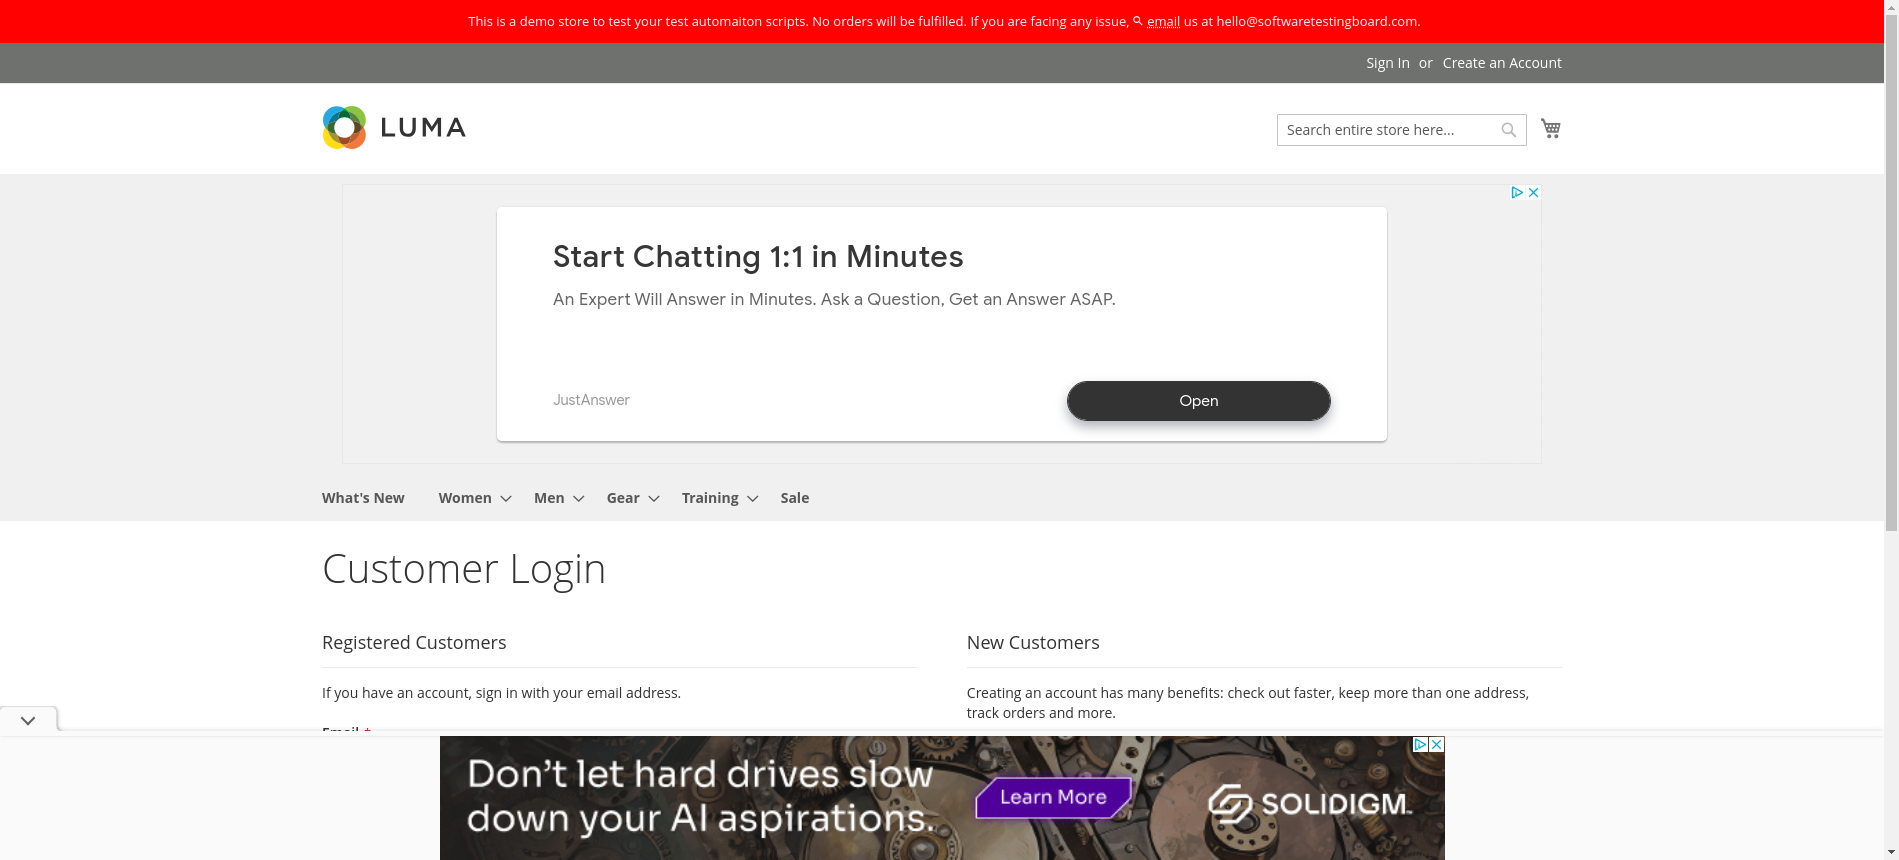 This is a demo store to test your test automaiton scripts. No orders will be fulfilled. If you are facing any issue, email us at hello@softwaretestingboard.com.
Sign In or Create an Account
LUMA
Search entire store here...
Start Chatting 1:1 in Minutes
An Expert Will Answer in Minutes. Ask a Question, Get an Answer ASAP.
JustAnswer
Open
What's New Women Men Gear Training Sale
Customer Login
Registered Customers
If you have an account, sign in with your email address.
Email *
New Customers
Creating an account has many benefits: check out faster, keep more than one address,
track orders and more.
Don't let hard drives slow
down your AI aspirations.
Learn More
SOLIDIGM